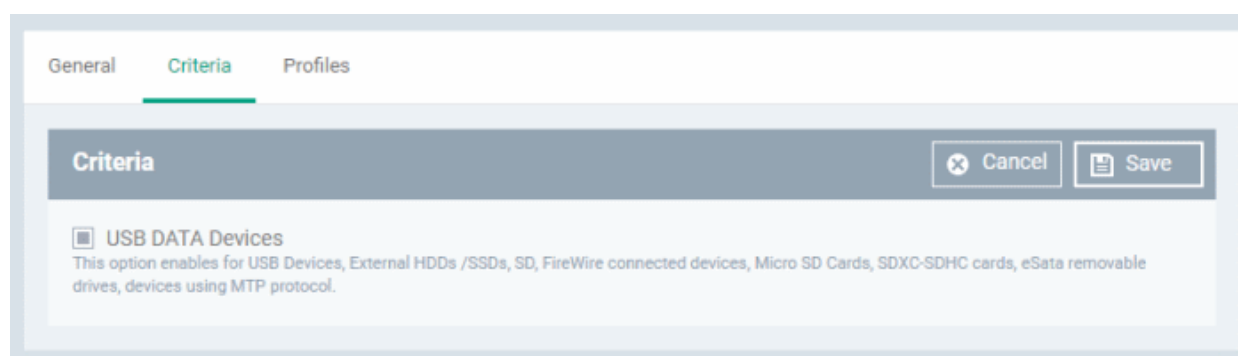 General Criteria Profiles
Criteria Cancel Save
USB DATA Devices
This option enables for USB Devices, External HDDs /SSDs, SD, FireWire connected devices, Micro SD Cards, SDXC-SDHC cards, eSata removable
drives, devices using MTP protocol.